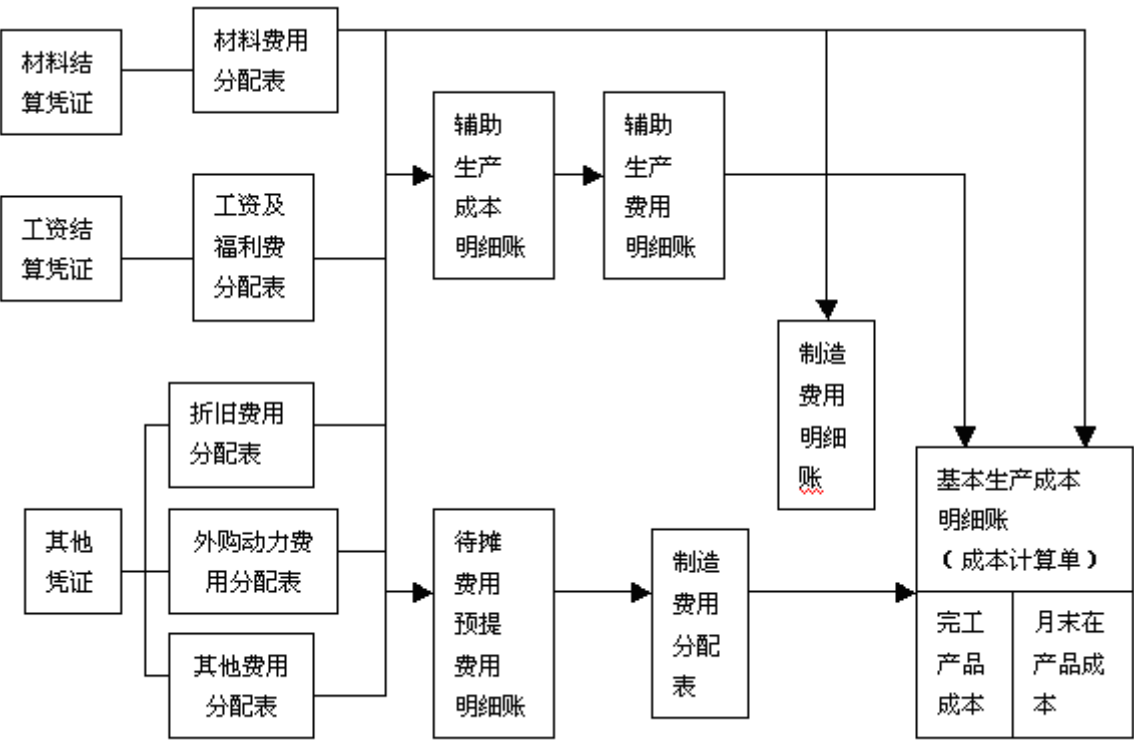 材料结
算凭证
材料费用
分配表
工资结
算凭证
工资及
福利费
分配表
辅助
生产
成本
明细账
辅助
生产
费用
明细账
制造
费用
明细
账
折旧费用
分配表
其他
凭证
外购动力费
用分配表
其他费用
分配表
待摊
费用
预提
费用
明细账
制造
费用
分配
表
基本生产成本
明细账
（成本计算单）
完工
产品
成本
月末在
产品成
本